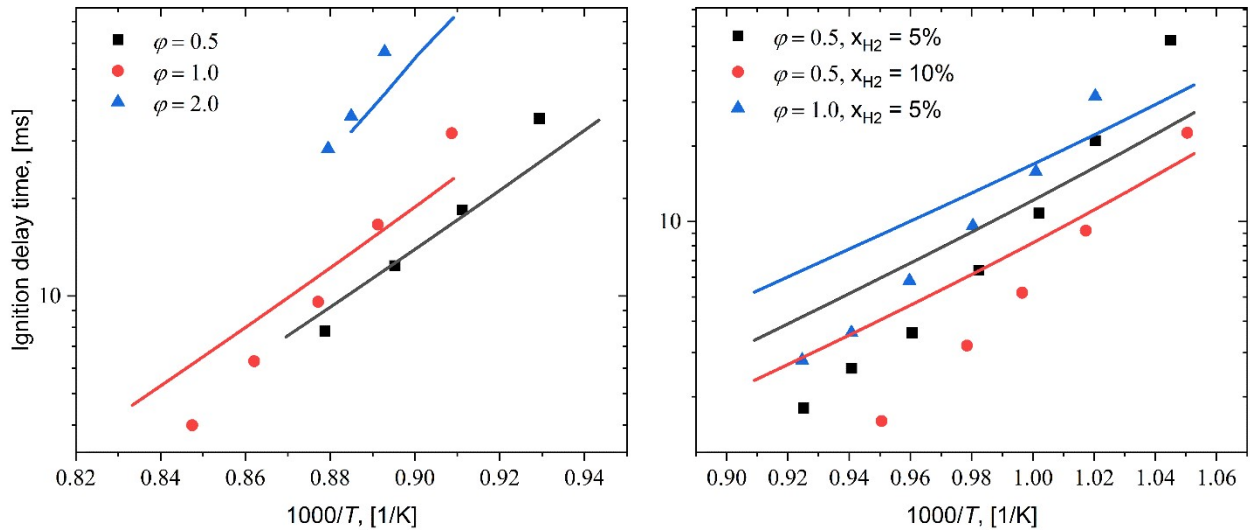 φ = 0.5
φ = 1.0
φ = 2.0
Ignition delay time, [ms]
10
0.82 0.84 0.86 0.88 0.90 0.92 0.94
1000/T, [1/K]
φ = 0.5, xH2 = 5%
φ = 0.5, xH2 = 10%
φ = 1.0, xH2 = 5%
10
0.90 0.92 0.94 0.96 0.98 1.00 1.02 1.04 1.06
1000/T, [1/K]